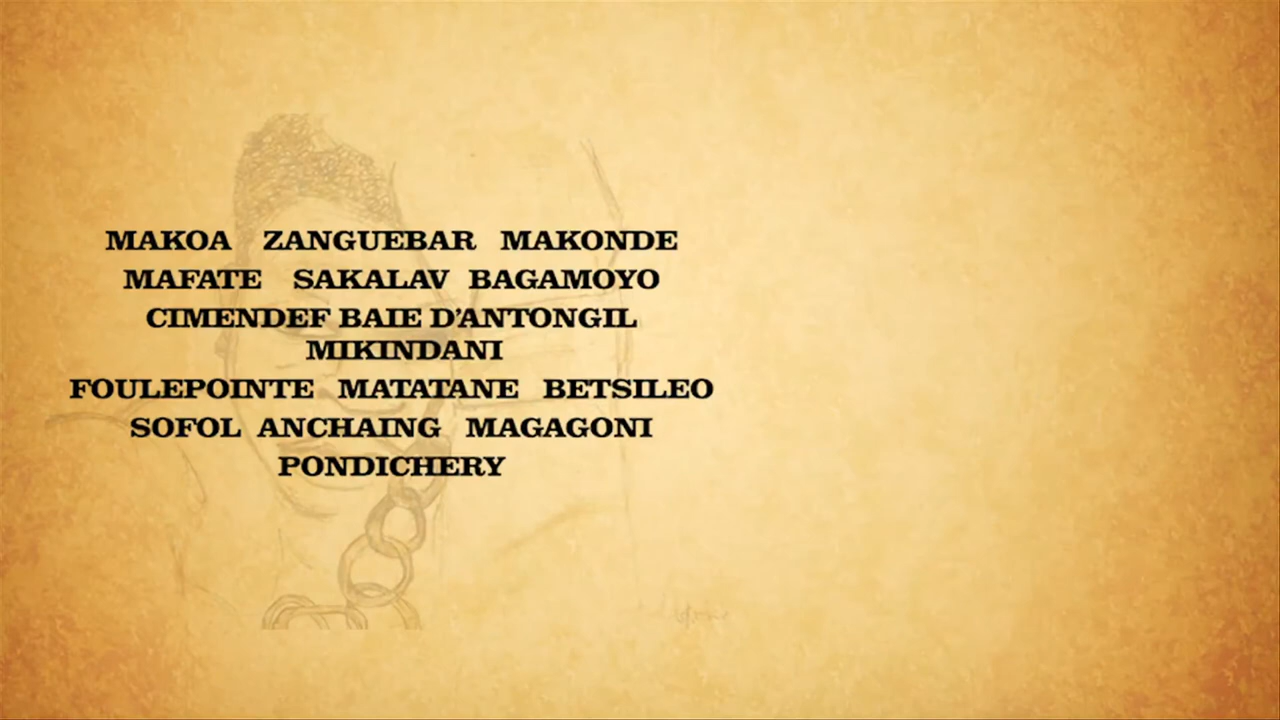 MAKOA ZANGUEBAR MAKONDE
MAFATE SAKALAV BAGAMOYO
CIMENDEF BAIE D'ANTONGIL
MIKINDANI
FOULEPOINTE MATATANE BETSILEO
SOFOL ANCHAING MAGAGONI
PONDICHERY